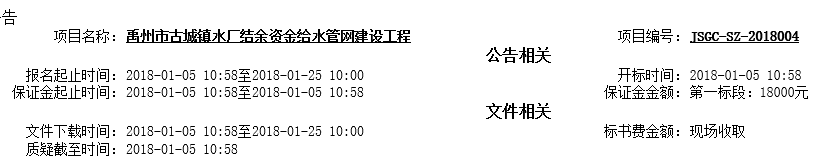 告
项目名称：禹州市古城镇水厂结余资金给水管网建设工程 项目编号：JSGC-SZ-2018004
公告相关
报名起止时间：2018-01-05 10:58至2018-01-25 10:00 开标时间：2018-01-05 10:58
保证金起止时间：2018-01-05 10:58至2018-01-05 10:58 保证金金额：第一标段：18000元
文件相关
文件下载时间：2018-01-05 10:58至2018-01-25 10:00 标书费金额：现场收取
质疑截至时间：2018-01-05 10:58